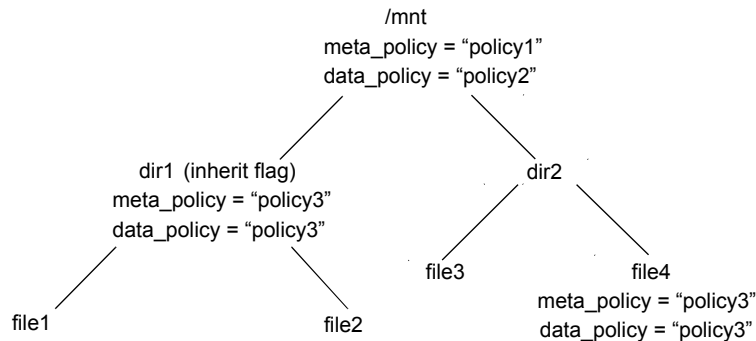 /mnt
meta_policy = “policy1”
data_policy = “policy2”
dir1 (inherit flag)
meta_policy = “policy3”
data_policy = “policy3”
dir2
file1
file2
file3
file4
meta_policy = “policy3”
data_policy = “policy3”